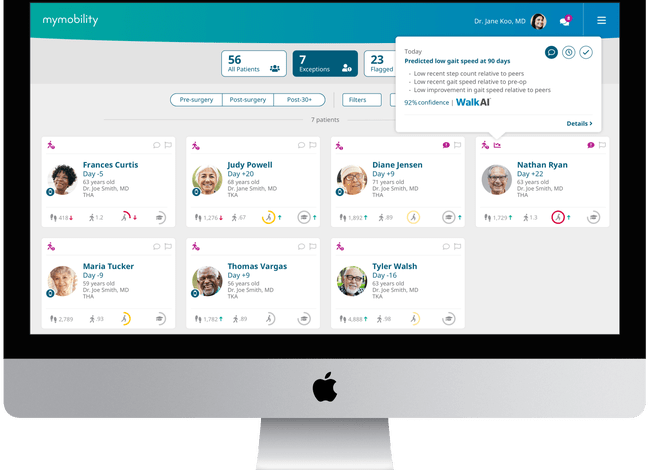 mymobility
Dr. Jane Koo, MD
56
All Patients
7
Exceptions
23
Flagged
Today
Predicted low gait speed at 90 days
- Low recent step count relative to peers
- Low recent gait speed relative to pre-op
- Low improvement in gait speed relative to peers
92% confidence | WalkAI
Details >
Pre-surgery
Post-surgery
Post-30+
Filters
7 patients
Frances Curtis
Day -5
63 years old
Dr. Joe Smith, MD
THA
418
1.2
Judy Powell
Day +20
68 years old
Dr. Jane Smith, MD
TKA
1,276
.67
Diane Jensen
Day +9
71 years old
Dr. Joe Smith, MD
TKA
1,892
.89
Nathan Ryan
Day +22
63 years old
Dr. Joe Smith, MD
THA
1,729
1.3
Maria Tucker
Day -9
59 years old
Dr. Joe Smith, MD
THA
2,789
.93
Thomas Vargas
Day +9
56 years old
Dr. Joe Smith, MD
TKA
1,782
.89
Tyler Walsh
Day -16
63 years old
Dr. Joe Smith, MD
TKA
4,888
.98